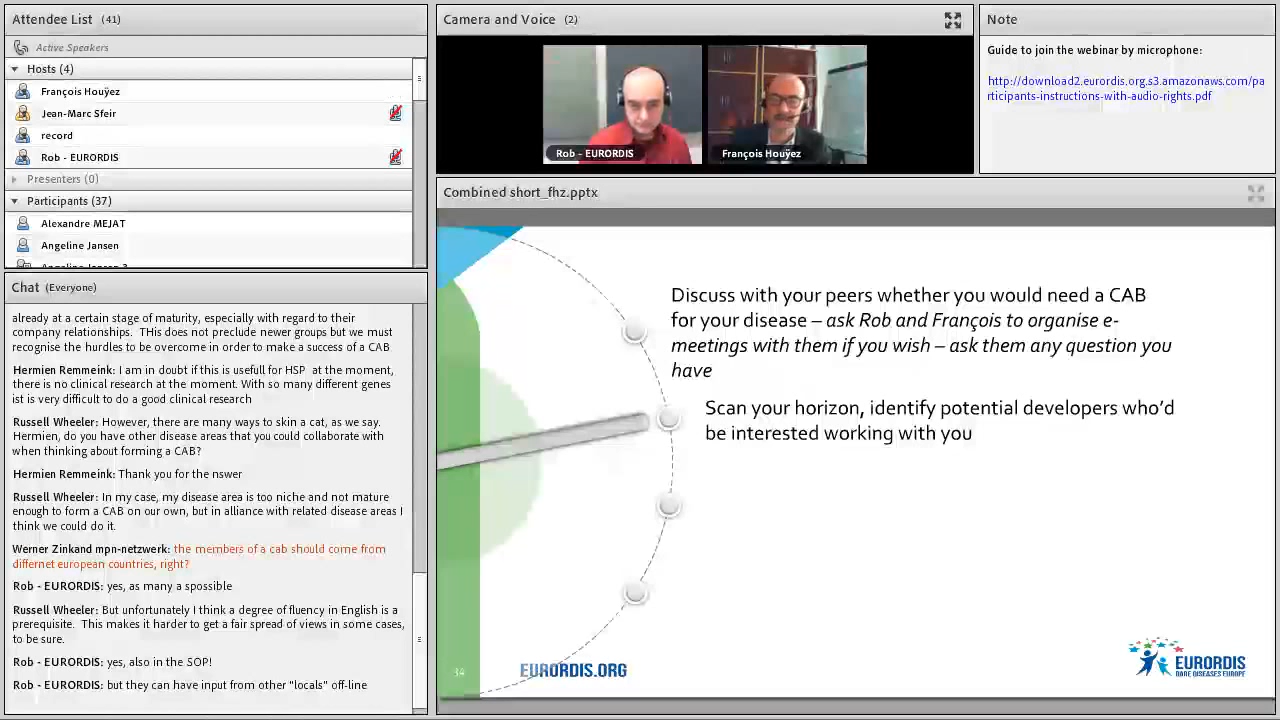 Attendee List (41)
Active Speakers
Hosts (4)
François Houÿez
Jean-Marc Sfeir
record
Rob - EURORDIS
Presenters (0)
Participants (37)
Alexandre MEJAT
Angeline Jansen
Chat (Everyone)
already at a certain stage of maturity, especially with regard to their
company relationships. This does not preclude newer groups but we must
recognise the hurdles to be overcome in order to make a success of a CAB
Hermien Remmeink: I am in doubt if this is usefull for HSP at the moment,
there is no clinical research at the moment. With so many different genes
ist is very difficult to do a good clinical research
Russell Wheeler: However, there are many ways to skin a cat, as we say.
Hermien, do you have other disease areas that you could collaborate with
when thinking about forming a CAB?
Hermien Remmeink: Thank you for the nswer
Russell Wheeler: In my case, my disease area is too niche and not mature
enough to form a CAB on our own, but in alliance with related disease areas I
think we could do it.
Werner Zinkand mpn-netzwerk: the members of a cab should come from
differnet european countries, right?
Rob - EURORDIS: yes, as many a spossible
Russell Wheeler: But unfortunately I think a degree of fluency in English is a
prerequisite. This makes it harder to get a fair spread of views in some cases,
to be sure.
Rob - EURORDIS: yes, also in the SOP!
Rob - EURORDIS: but they can have input from other "locals" off-line
Camera and Voice (2)
Rob - EURORDIS
François Houÿez
Note
Guide to join the webinar by microphone:
http://download2.eurordis.org.s3.amazonaws.com/pa
rticipants-instructions-with-audio-rights.pdf
Combined short_fhz.pptx
Discuss with your peers whether you would need a CAB
for your disease – ask Rob and François to organise e-
meetings with them if you wish – ask them any question you
have
Scan your horizon, identify potential developers who'd
be interested working with you
34
EURORDIS.ORG
EURORDIS
RARE DISEASES EUROPE